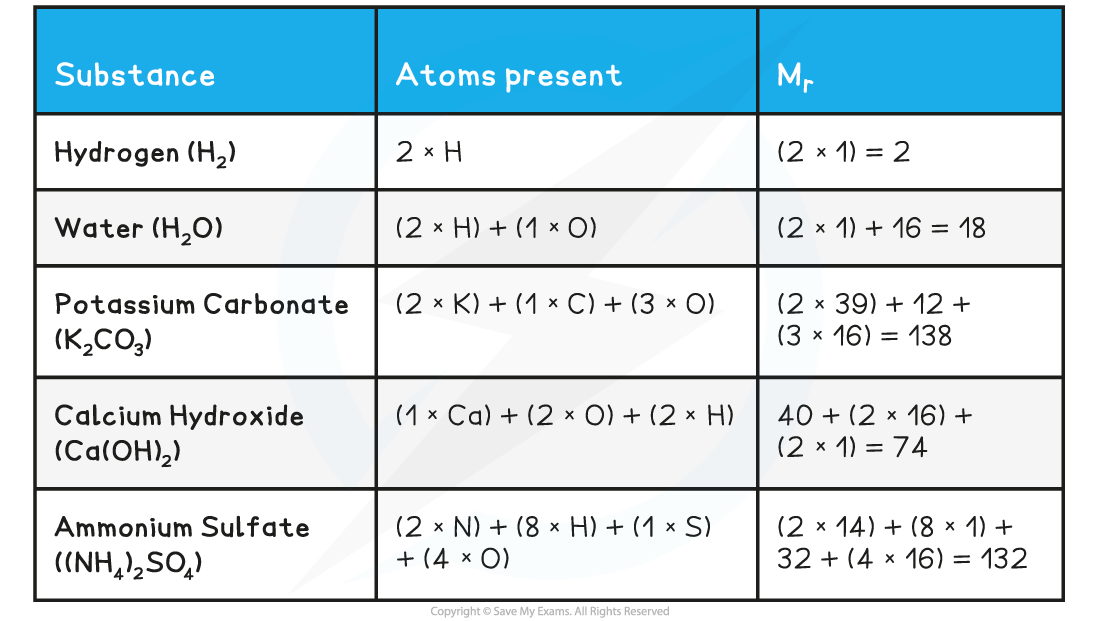 Substance
Atoms present
Mᵣ
Hydrogen (H₂)
2 × H
(2 × 1) = 2
Water (H₂O)
(2 × H) + (1 × O)
(2 × 1) + 16 = 18
Potassium Carbonate
(K₂CO₃)
(2 × K) + (1 × C) + (3 × O)
(2 × 39) + 12 +
(3 × 16) = 138
Calcium Hydroxide
(Ca(OH)₂)
(1 × Ca) + (2 × O) + (2 × H)
40 + (2 × 16) +
(2 × 1) = 74
Ammonium Sulfate
((NH₄)₂SO₄)
(2 × N) + (8 × H) + (1 × S)
+ (4 × O)
(2 × 14) + (8 × 1) +
32 + (4 × 16) = 132
Copyright © Save My Exams. All Rights Reserved